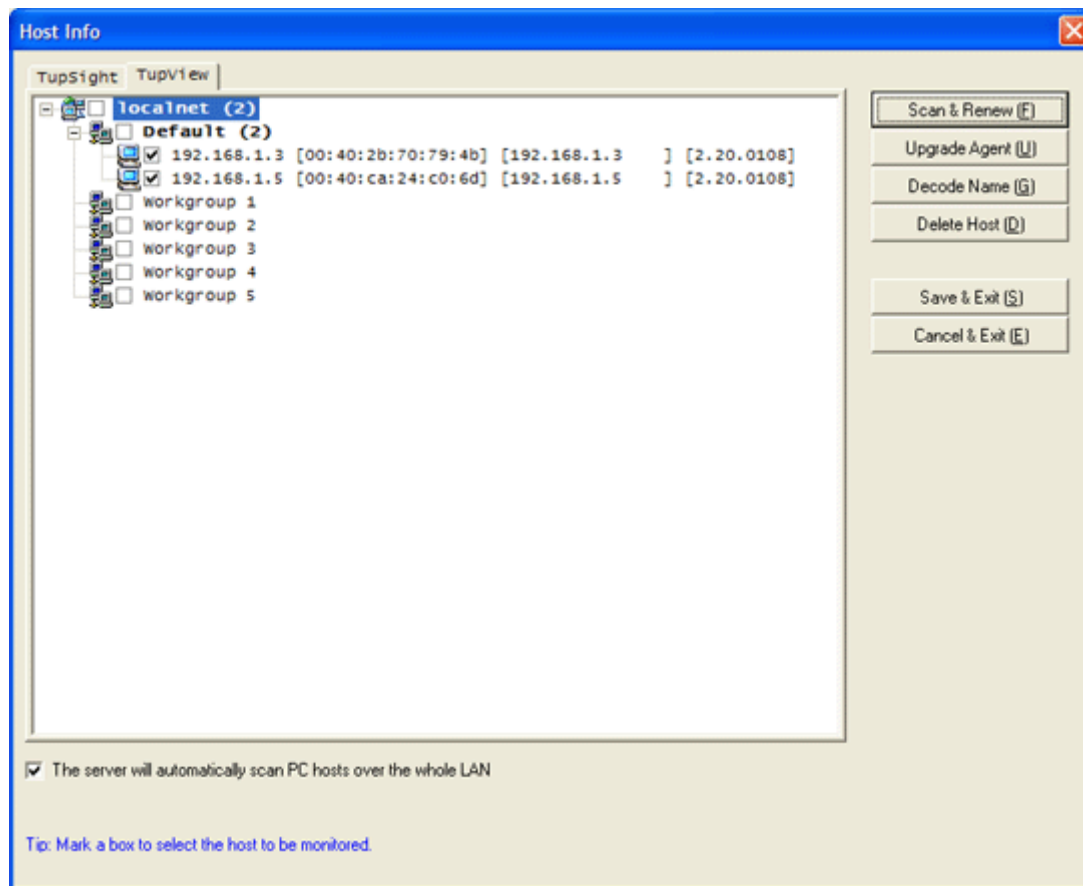 Host Info
TupSight TupView
localnet (2)
Default (2)
192.168.1.3 [00:40:2b:70:79:4b] [192.168.1.3 ] [2.20.0108]
192.168.1.5 [00:40:ca:24:c0:6d] [192.168.1.5 ] [2.20.0108]
Workgroup 1
Workgroup 2
Workgroup 3
Workgroup 4
Workgroup 5
Scan & Renew (F)
Upgrade Agent (U)
Decode Name (G)
Delete Host (D)
Save & Exit (S)
Cancel & Exit (E)
The server will automatically scan PC hosts over the whole LAN
Tip: Mark a box to select the host to be monitored.